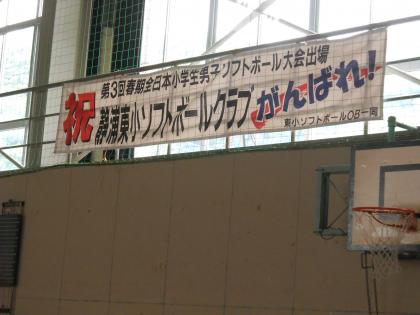 祝
第3回春期全日本小学生男子ソフトボール大会出場
静浦東小ソフトボールクラブ
がんばれ!
東小ソフトボールOB一同